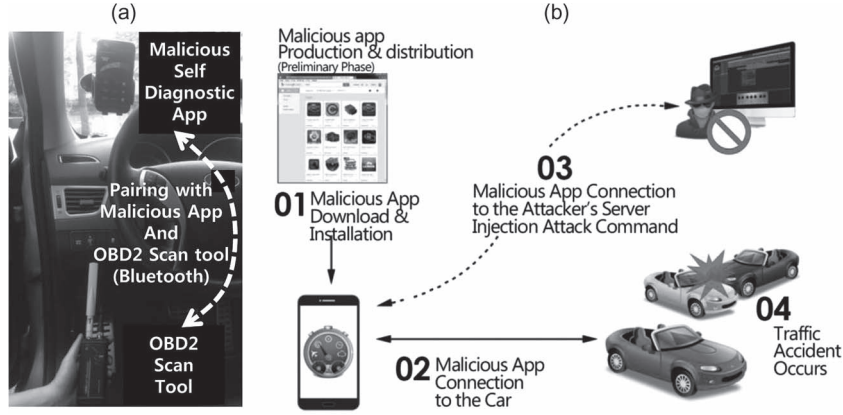 (a)
Malicious
Self
Diagnostic
App
Pairing with
Malicious App
And
OBD2 Scan tool
(Bluetooth)
OBD2
Scan
Tool
(b)
Malicious app
Production & distribution
(Preliminary Phase)
01 Malicious App
Download &
Installation
03
Malicious App Connection
to the Attacker's Server
Injection Attack Command
02 Malicious App
Connection
to the Car
04
Traffic
Accident
Occurs